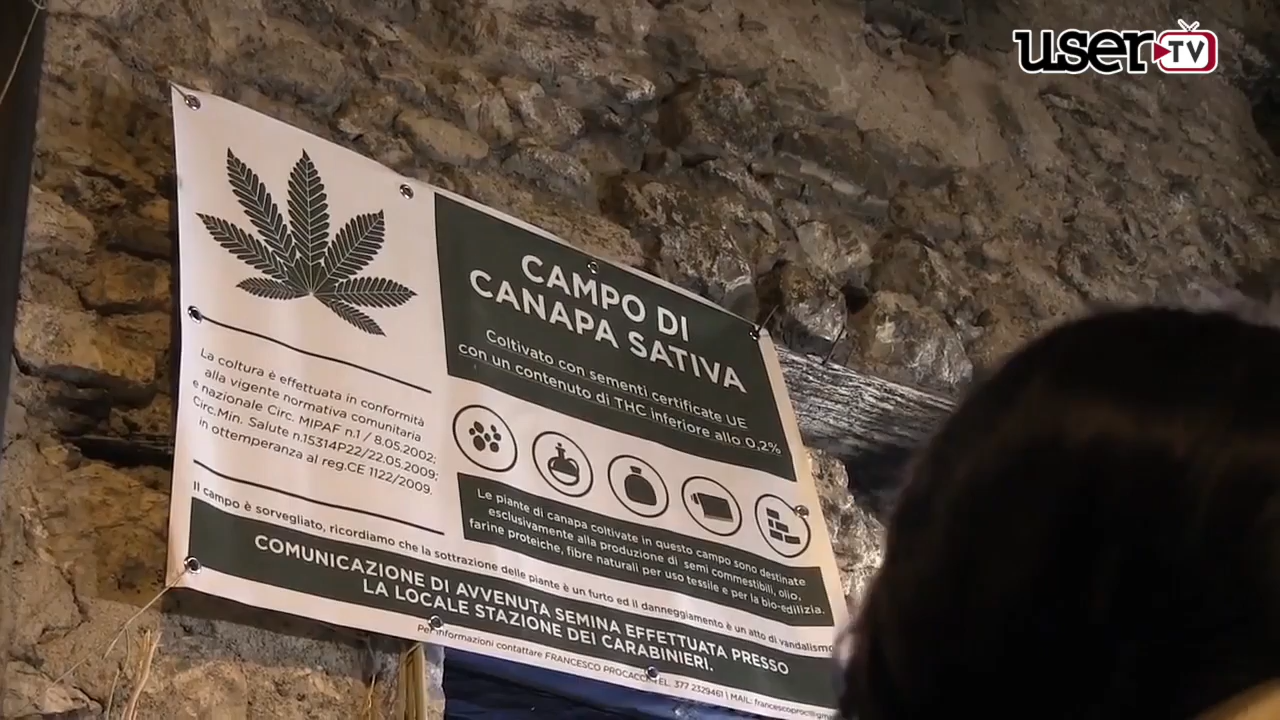 user TV
CAMPO DI
CANAPA SATIVA
Coltivato con sementi certificate UE
con un contenuto di THC inferiore allo 0,2%
La coltura è effettuata in conformità
alla vigente normativa comunitaria
e nazionale Circ. MIPAF n.1 / 8.05.2002;
Circ.Min. Salute n.15314P22/22.05.2009;
in ottemperanza al reg.CE 1122/2009.
Le piante di canapa coltivate in questo campo sono destinate
esclusivamente alla produzione di semi commestibili, olio,
farine proteiche, fibre naturali per uso tessile e per la bio-edilizia.
Il campo è sorvegliato, ricordiamo che la sottrazione delle piante è un furto ed il danneggiamento è un atto di vandalismo
COMUNICAZIONE DI AVVENUTA SEMINA EFFETTUATA PRESSO
LA LOCALE STAZIONE DEI CARABINIERI.
Per informazioni contattare FRANCESCO PROCACCI EL. 377 2329461 | MAIL: francescoproc@gm